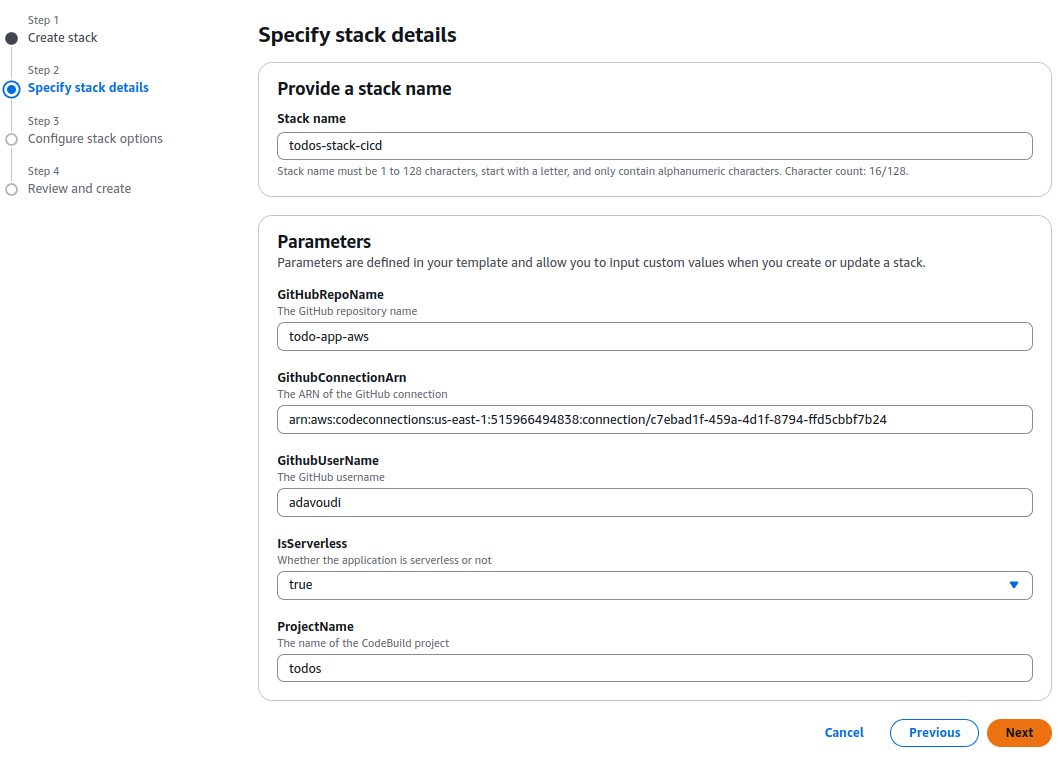 Step 1
Create stack
Step 2
Specify stack details
Step 3
Configure stack options
Step 4
Review and create
Specify stack details
Provide a stack name
Stack name
todos-stack-cicd
Stack name must be 1 to 128 characters, start with a letter, and only contain alphanumeric characters. Character count: 16/128.
Parameters
Parameters are defined in your template and allow you to input custom values when you create or update a stack.
GitHubRepoName
The GitHub repository name
todo-app-aws
GithubConnectionArn
The ARN of the GitHub connection
arn:aws:codeconnections:us-east-1:515966494838:connection/c7ebad1f-459a-4d1f-8794-ffd5cbbf7b24
GithubUserName
The GitHub username
adavoudi
IsServerless
Whether the application is serverless or not
true
ProjectName
The name of the CodeBuild project
todos
Cancel
Previous
Next